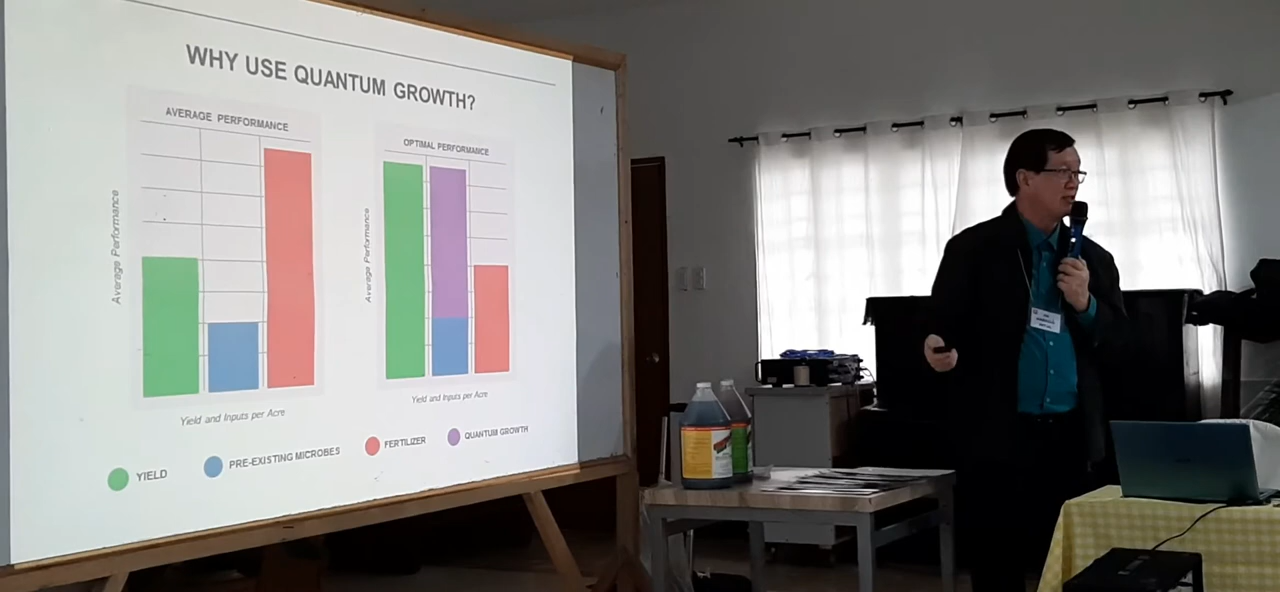 WHY USE QUANTUM GROWTH?
AVERAGE PERFORMANCE
Average Performance
Yield and Inputs per Acre
OPTIMAL PERFORMANCE
Average Performance
Yield and Inputs per Acre
YIELD
PRE-EXISTING MICROBES
FERTILIZER
QUANTUM GROWTH